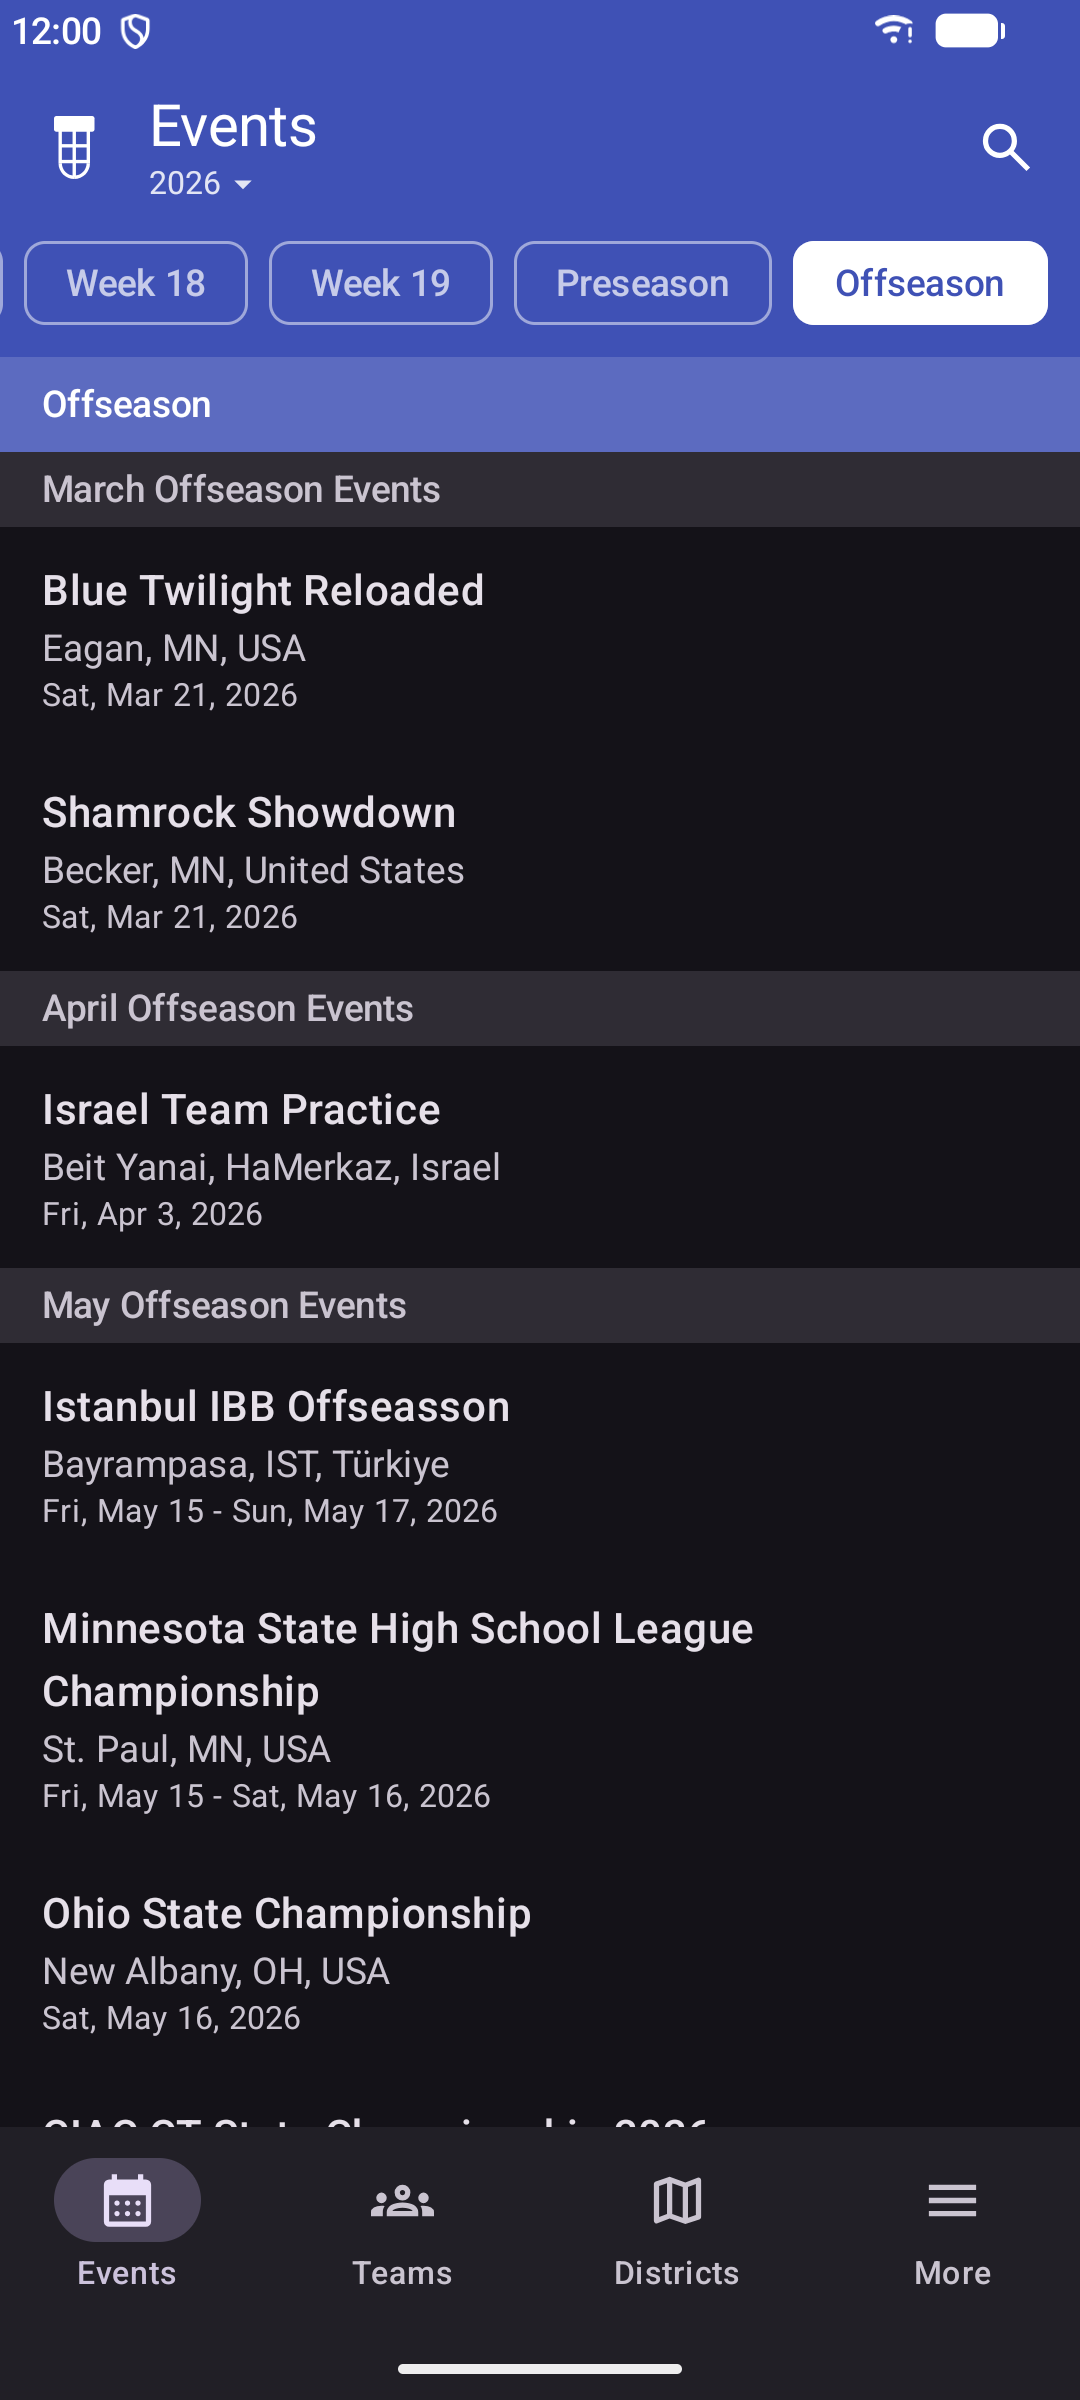 12:00
Events
2026
Week 18
Week 19
Preseason
Offseason
Offseason
March Offseason Events
Blue Twilight Reloaded
Eagan, MN, USA
Sat, Mar 21, 2026
Shamrock Showdown
Becker, MN, United States
Sat, Mar 21, 2026
April Offseason Events
Israel Team Practice
Beit Yanai, HaMerkaz, Israel
Fri, Apr 3, 2026
May Offseason Events
Istanbul IBB Offseasson
Bayrampasa, IST, Türkiye
Fri, May 15 - Sun, May 17, 2026
Minnesota State High School League
Championship
St. Paul, MN, USA
Fri, May 15 - Sat, May 16, 2026
Ohio State Championship
New Albany, OH, USA
Sat, May 16, 2026
CT State Championship 2026
Events
Teams
Districts
More